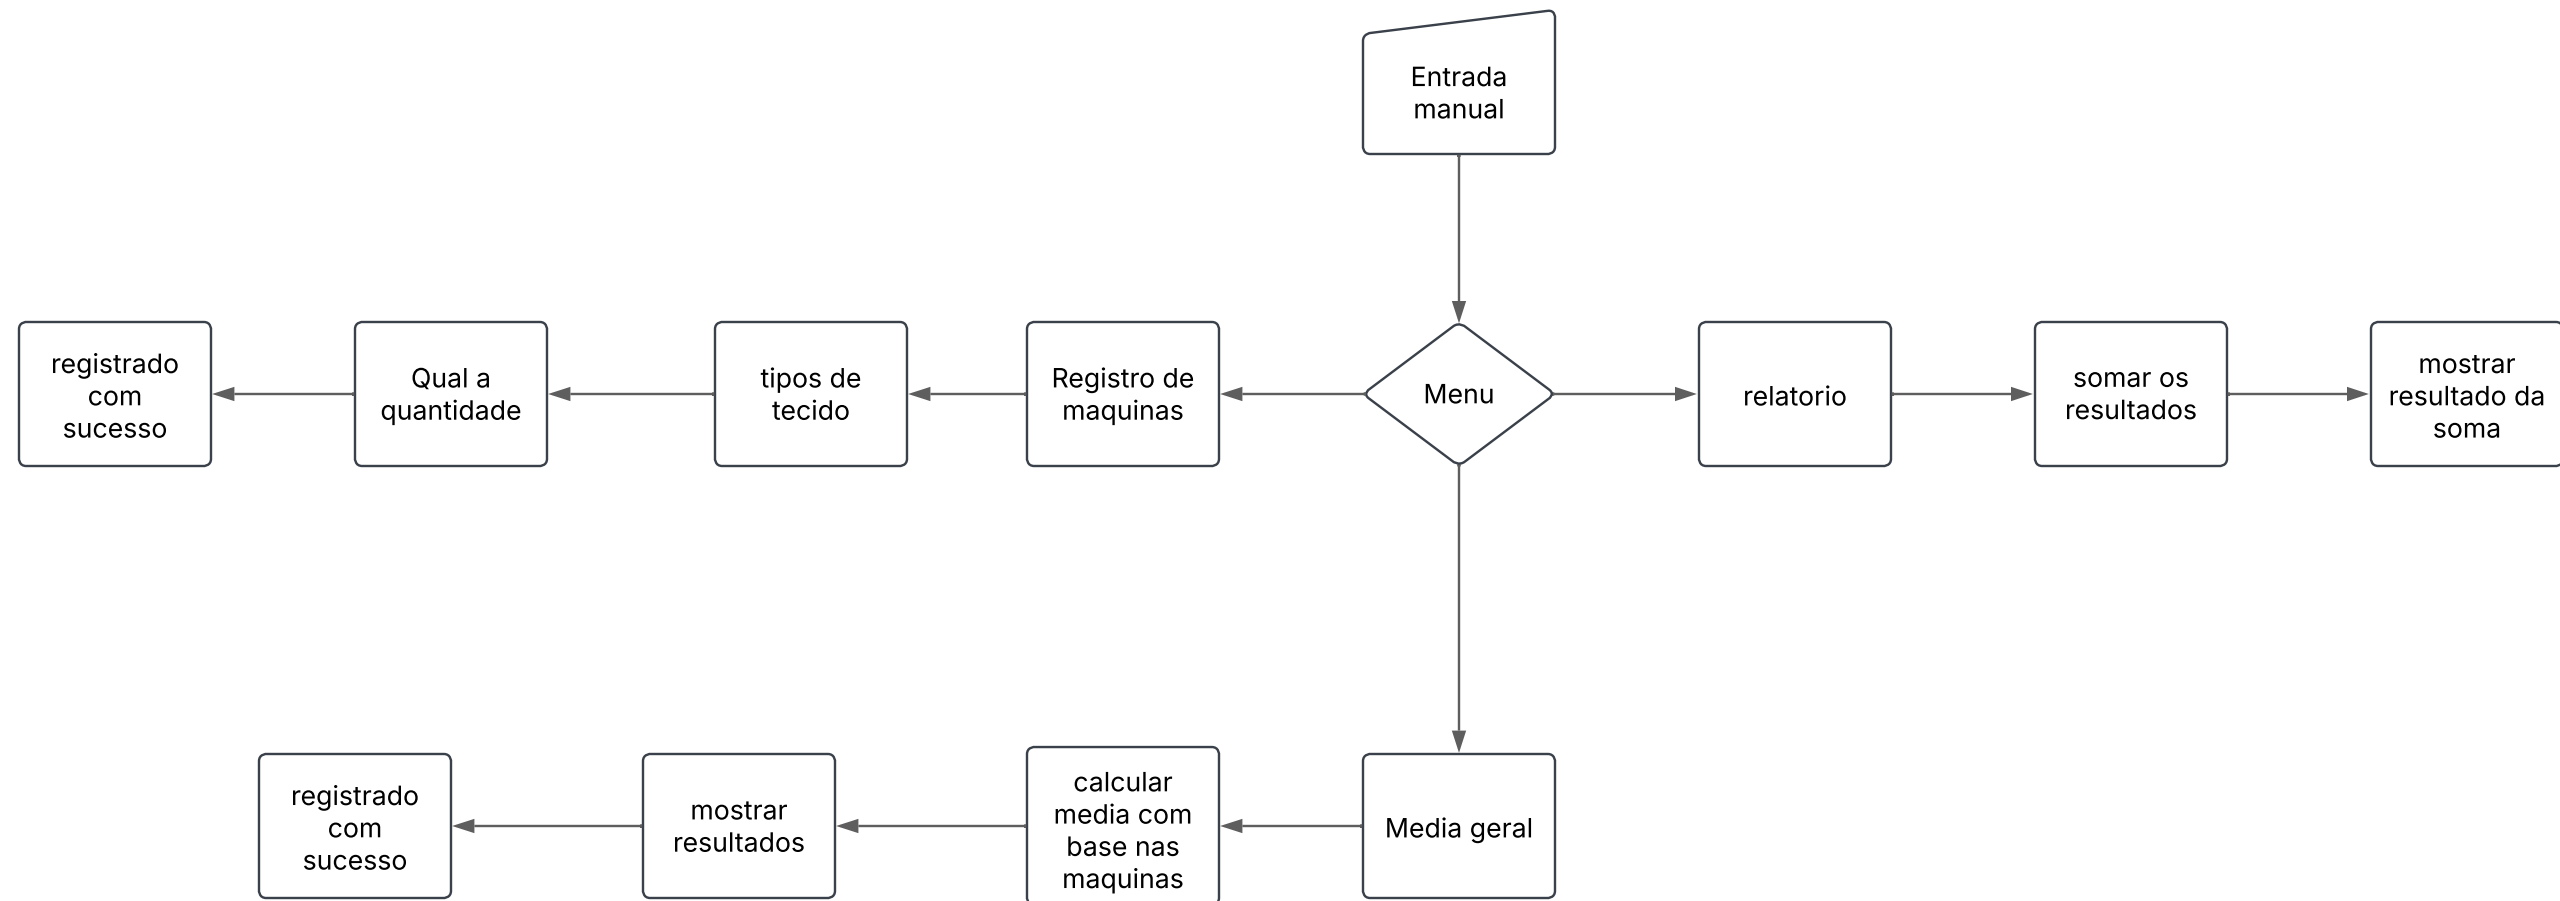 Entrada
manual
registrado
com
sucesso
Qual a
quantidade
tipos de
tecido
Registro de
maquinas
Menu
relatorio
somar os
resultados
mostrar
resultado da
soma
registrado
com
sucesso
mostrar
resultados
calcular
media com
base nas
maquinas
Media geral